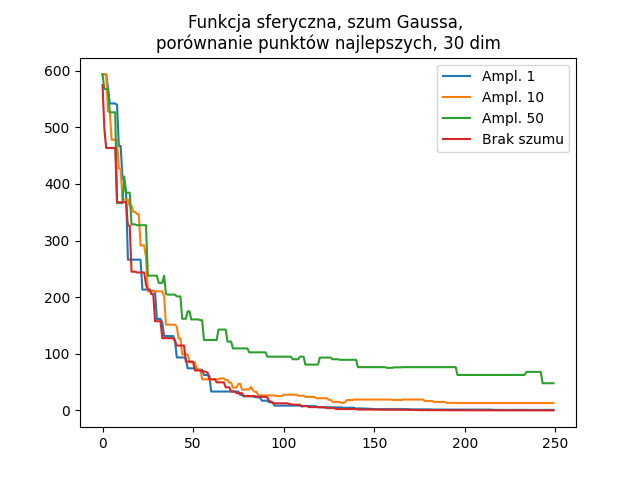 Funkcja sferyczna, szum Gaussa,
porównanie punktów najlepszych, 30 dim
Ampl. 1
Ampl. 10
Ampl. 50
Brak szumu
600
500
400
300
200
100
0
0 50 100 150 200 250